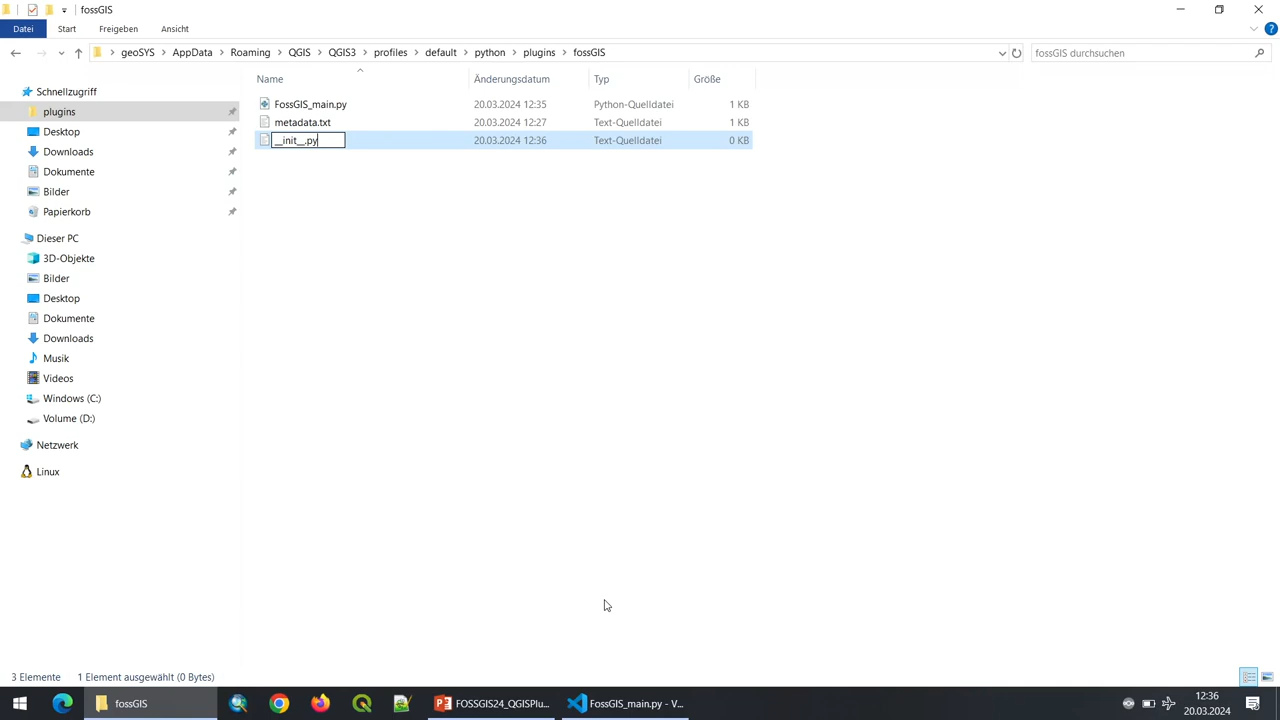 fossGIS
Datei Start Freigeben Ansicht
geoSYS AppData Roaming QGIS QGIS3 profiles default python plugins fossGIS
fossGIS durchsuchen
Name Änderungsdatum Typ Größe
FossGIS_main.py 20.03.2024 12:35 Python-Quelldatei 1 KB
metadata.txt 20.03.2024 12:27 Text-Quelldatei 1 KB
__init__.py 20.03.2024 12:36 Text-Quelldatei 0 KB
Schnellzugriff
plugins
Desktop
Downloads
Dokumente
Bilder
Papierkorb
Dieser PC
3D-Objekte
Bilder
Desktop
Dokumente
Downloads
Musik
Videos
Windows (C:)
Volume (D:)
Netzwerk
Linux
3 Elemente 1 Element ausgewählt (0 Bytes)
fossGIS
FOSSGIS24_QGISPlu...
FossGIS_main.py - V...
12:36
20.03.2024